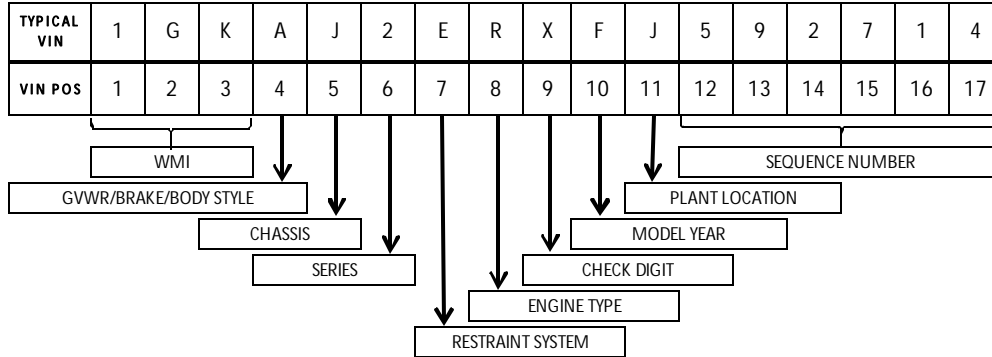 TYPICAL VIN 1 G K A J 2 E R X F J 5 9 2 7 1 4
VIN POS 1 2 3 4 5 6 7 8 9 10 11 12 13 14 15 16 17
WMI SEQUENCE NUMBER
GVWR/BRAKE/BODY STYLE PLANT LOCATION
CHASSIS MODEL YEAR
SERIES CHECK DIGIT
ENGINE TYPE
RESTRAINT SYSTEM